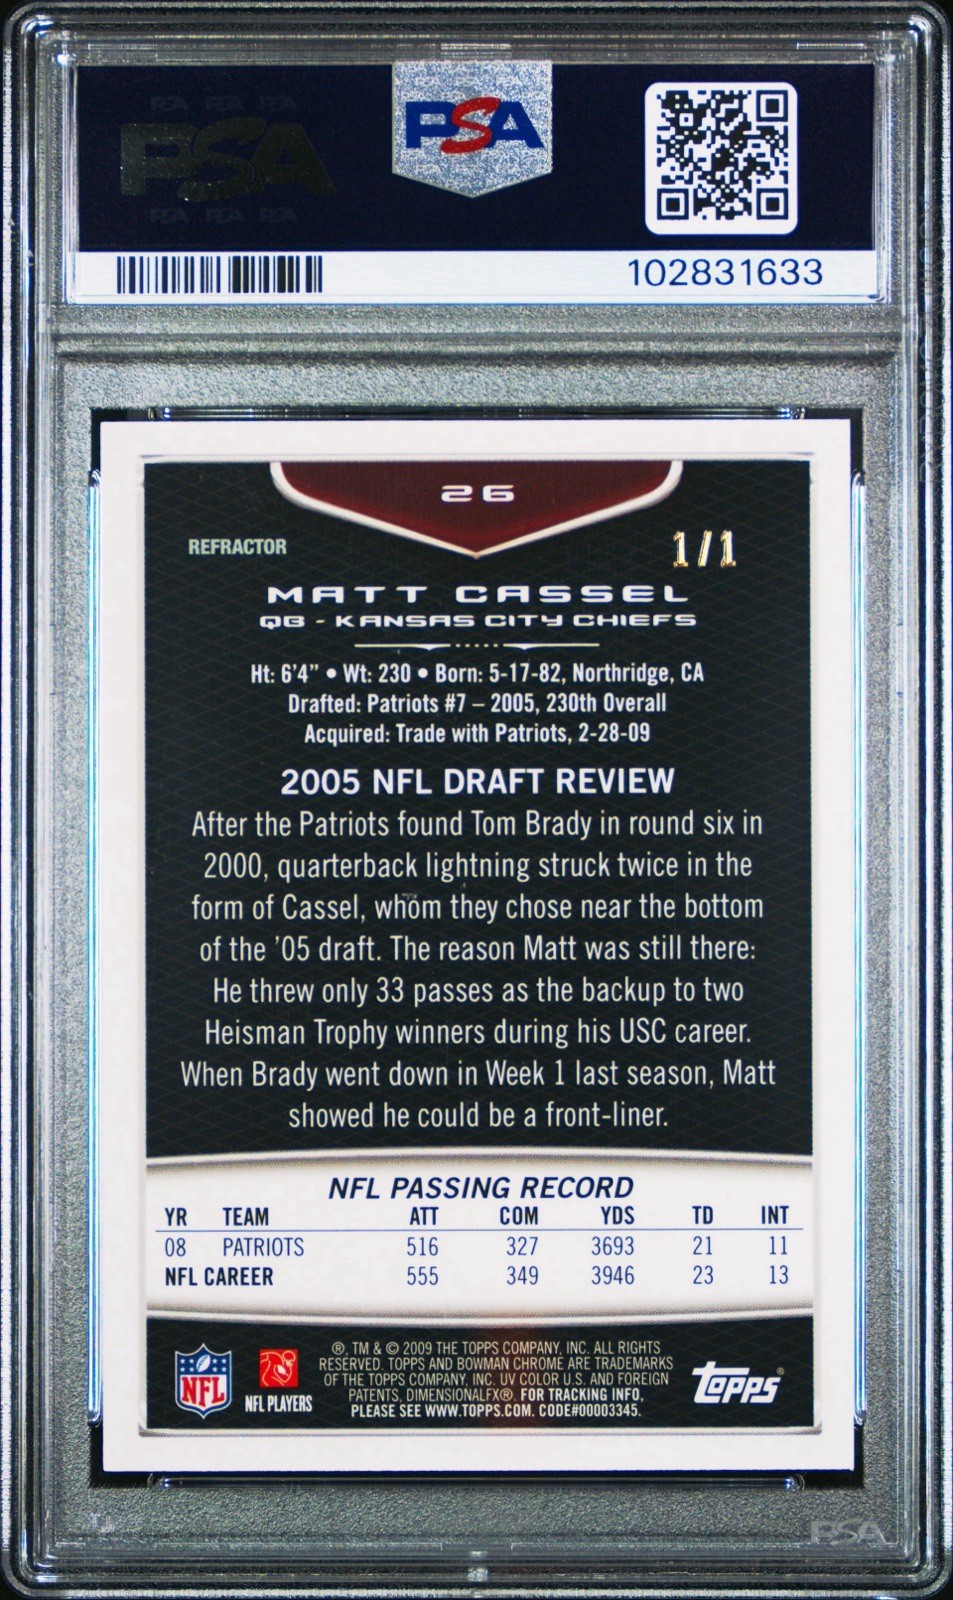 PSA PSA PSA
PSA
PSA PSA PSA
PSA
102831633
26
REFRACTOR
1/1
MATT CASSEL
QB - KANSAS CITY CHIEFS
Ht: 6'4" • Wt: 230 • Born: 5-17-82, Northridge, CA
Drafted: Patriots #7 – 2005, 230th Overall
Acquired: Trade with Patriots, 2-28-09
2005 NFL DRAFT REVIEW
After the Patriots found Tom Brady in round six in
2000, quarterback lightning struck twice in the
form of Cassel, whom they chose near the bottom
of the '05 draft. The reason Matt was still there:
He threw only 33 passes as the backup to two
Heisman Trophy winners during his USC career.
When Brady went down in Week 1 last season, Matt
showed he could be a front-liner.
NFL PASSING RECORD
YR TEAM ATT COM YDS TD INT
08 PATRIOTS 516 327 3693 21 11
NFL CAREER 555 349 3946 23 13
®, TM & © 2009 THE TOPPS COMPANY, INC. ALL RIGHTS
RESERVED. TOPPS AND BOWMAN CHROME ARE TRADEMARKS
OF THE TOPPS COMPANY, INC. UV COLOR U.S. AND FOREIGN
PATENTS, DIMENSIONALFX®. FOR TRACKING INFO,
PLEASE SEE WWW.TOPPS.COM. CODE#00003345.
NFL
NFL PLAYERS
topps®
PSA